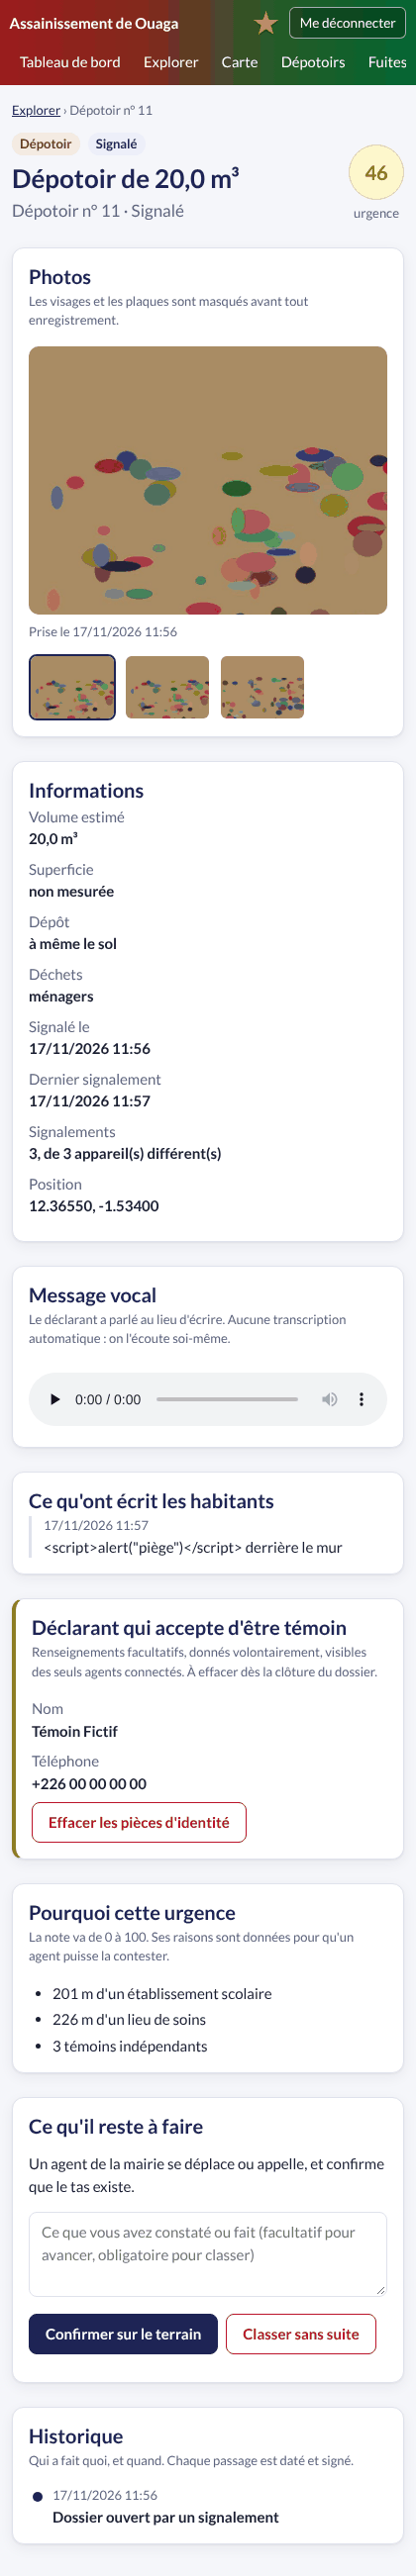 Assainissement de Ouaga
Me déconnecter
Tableau de bord Explorer Carte Dépotoirs Fuites
Explorer › Dépotoir n° 11
Dépotoir Signalé
Dépotoir de 20,0 m³
Dépotoir n° 11 · Signalé
46
urgence
Photos
Les visages et les plaques sont masqués avant tout
enregistrement.
Prise le 17/11/2026 11:56
Informations
Volume estimé
20,0 m³
Superficie
non mesurée
Dépôt
à même le sol
Déchets
ménagers
Signalé le
17/11/2026 11:56
Dernier signalement
17/11/2026 11:57
Signalements
3, de 3 appareil(s) différent(s)
Position
12.36550, -1.53400
Message vocal
Le déclarant a parlé au lieu d'écrire. Aucune transcription
automatique : on l'écoute soi-même.
0:00 / 0:00
Ce qu'ont écrit les habitants
17/11/2026 11:57
<script>alert("piège")</script> derrière le mur
Déclarant qui accepte d'être témoin
Renseignements facultatifs, donnés volontairement, visibles
des seuls agents connectés. À effacer dès la clôture du dossier.
Nom
Témoin Fictif
Téléphone
+226 00 00 00 00
Effacer les pièces d'identité
Pourquoi cette urgence
La note va de 0 à 100. Ses raisons sont données pour qu'un
agent puisse la contester.
• 201 m d'un établissement scolaire
• 226 m d'un lieu de soins
• 3 témoins indépendants
Ce qu'il reste à faire
Un agent de la mairie se déplace ou appelle, et confirme
que le tas existe.
Ce que vous avez constaté ou fait (facultatif pour
avancer, obligatoire pour classer)
Confirmer sur le terrain Classer sans suite
Historique
Qui a fait quoi, et quand. Chaque passage est daté et signé.
17/11/2026 11:56
Dossier ouvert par un signalement